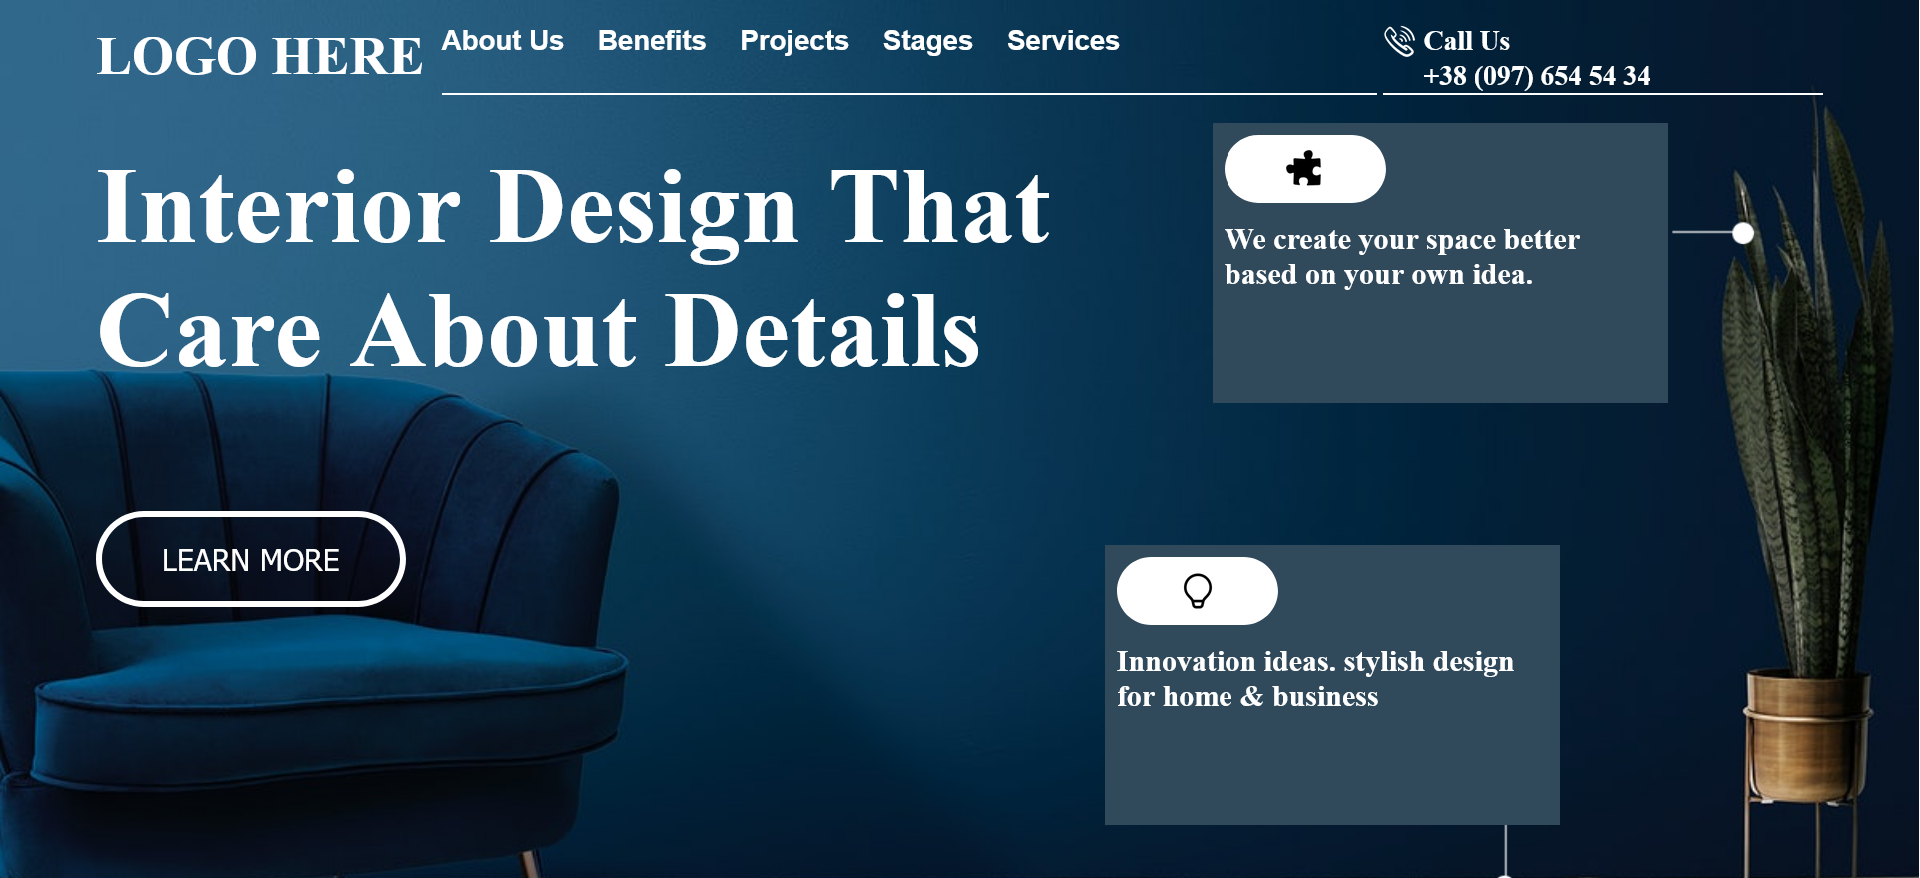 LOGO HERE
About Us
Benefits
Projects
Stages
Services
Call Us
+38 (097) 654 54 34
Interior Design That
Care About Details
LEARN MORE
We create your space better
based on your own idea.
Innovation ideas. stylish design
for home & business